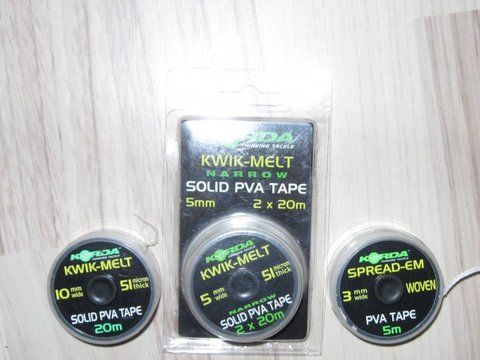 KORDA
THINKING TACKLE
KWIK-MELT
NARROW
SOLID PVA TAPE
5mm 2 x 20m
KORDA
KWIK-MELT
10 mm wide 51 micron thick
SOLID PVA TAPE
20m
KORDA
KWIK-MELT
5 mm wide 51 micron thick
NARROW
SOLID PVA TAPE
2 x 20m
KORDA
SPREAD-EM
3 mm wide WOVEN
PVA TAPE
5m